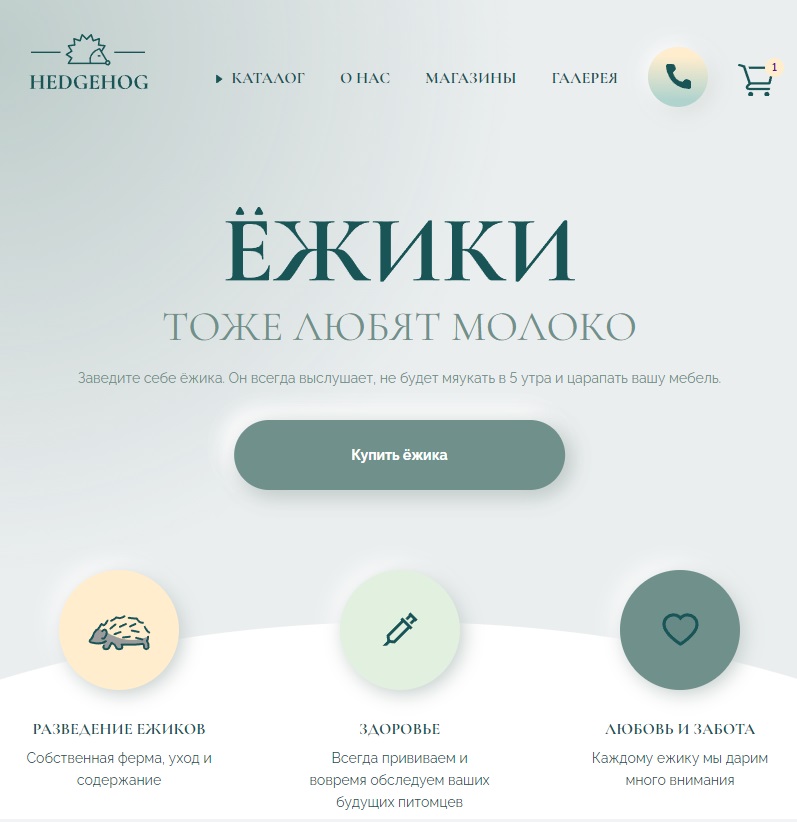 HEDGEHOG
КАТАЛОГ О НАС МАГАЗИНЫ ГАЛЕРЕЯ
1
ЁЖИКИ
ТОЖЕ ЛЮБЯТ МОЛОКО
Заведите себе ёжика. Он всегда выслушает, не будет мяукать в 5 утра и царапать вашу мебель.
Купить ёжика
РАЗВЕДЕНИЕ ЕЖИКОВ
Собственная ферма, уход и
содержание
ЗДОРОВЬЕ
Всегда прививаем и
вовремя обследуем ваших
будущих питомцев
ЛЮБОВЬ И ЗАБОТА
Каждому ежику мы дарим
много внимания